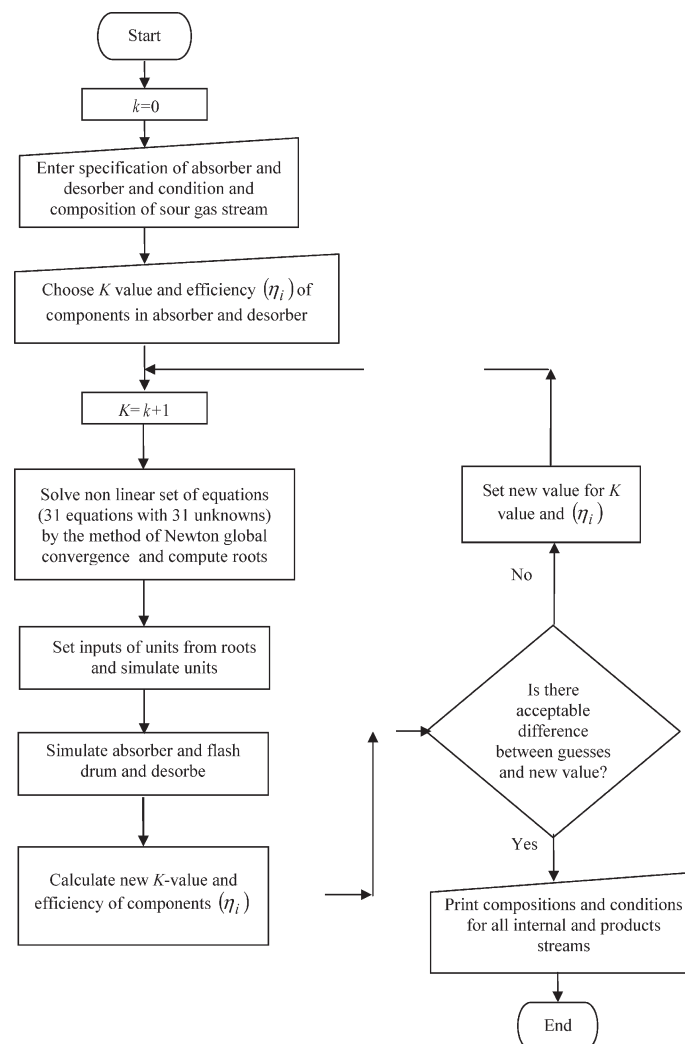 Start
k=0
Enter specification of absorber and
desorber and condition and
composition of sour gas stream
Choose K value and efficiency (ηi) of
components in absorber and desorber
K=k+1
Solve non linear set of equations
(31 equations with 31 unknowns)
by the method of Newton global
convergence and compute roots
Set inputs of units from roots
and simulate units
Simulate absorber and flash
drum and desorbe
Calculate new K-value and
efficiency of components (ηi)
Set new value for K
value and (ηi)
No
Is there
acceptable
difference
between guesses
and new value?
Yes
Print compositions and conditions
for all internal and products
streams
End